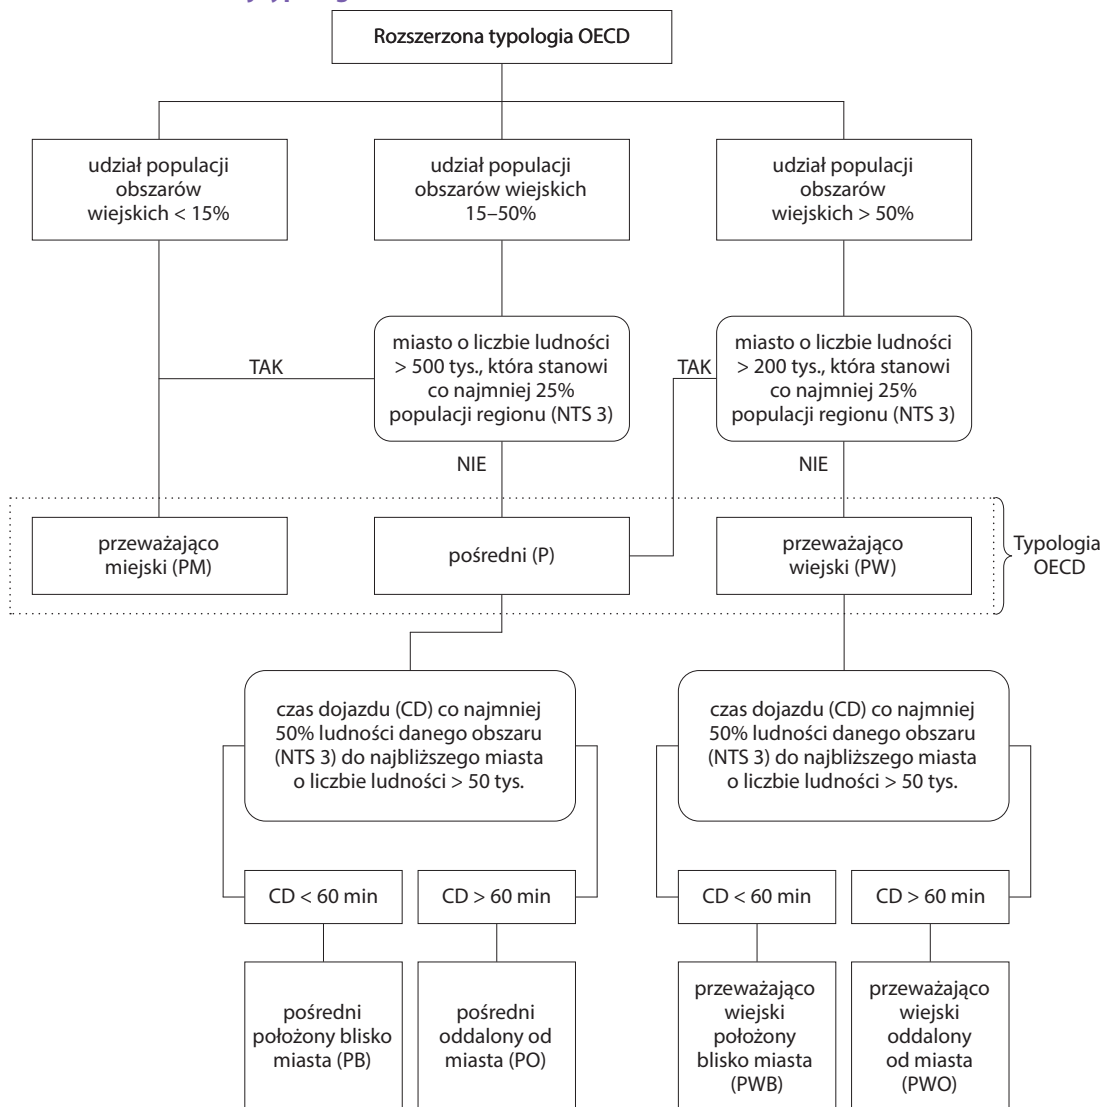 Rozszerzona typologia OECD
udział populacji
obszarów
wiejskich < 15%
udział populacji
obszarów wiejskich
15–50%
udział populacji
obszarów
wiejskich > 50%
TAK
miasto o liczbie ludności
> 500 tys., która stanowi
co najmniej 25%
populacji regionu (NTS 3)
TAK
miasto o liczbie ludności
> 200 tys., która stanowi
co najmniej 25%
populacji regionu (NTS 3)
NIE
NIE
przeważająco
miejski (PM)
pośredni (P)
przeważająco
wiejski (PW)
Typologia
OECD
czas dojazdu (CD) co najmniej
50% ludności danego obszaru
(NTS 3) do najbliższego miasta
o liczbie ludności > 50 tys.
czas dojazdu (CD) co najmniej
50% ludności danego obszaru
(NTS 3) do najbliższego miasta
o liczbie ludności > 50 tys.
CD < 60 min
CD > 60 min
CD < 60 min
CD > 60 min
pośredni
położony blisko
miasta (PB)
pośredni
oddalony od
miasta (PO)
przeważająco
wiejski
położony
blisko miasta
(PWB)
przeważająco
wiejski
oddalony
od miasta
(PWO)